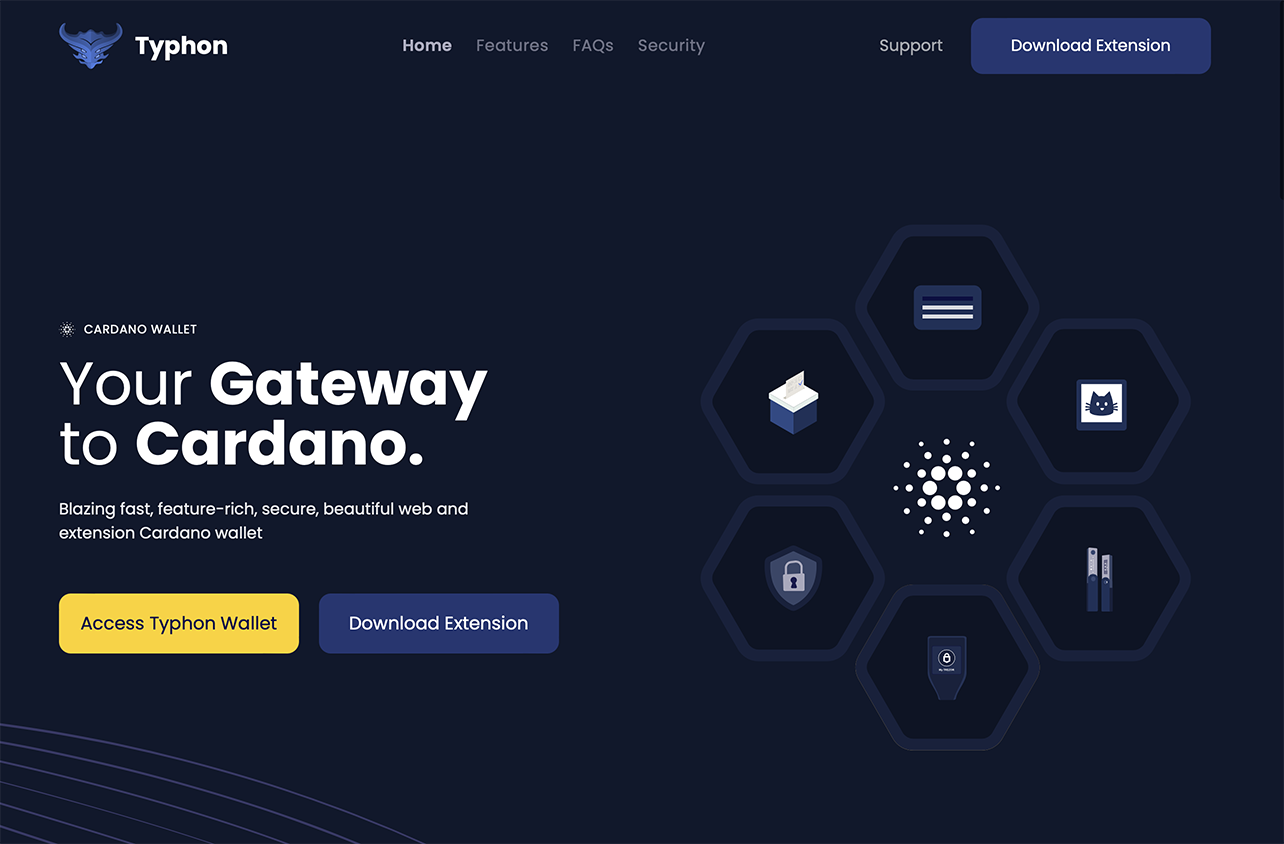 Typhon
Home Features FAQs Security
Support
Download Extension
CARDANO WALLET
Your Gateway
to Cardano.
Blazing fast, feature-rich, secure, beautiful web and
extension Cardano wallet
Access Typhon Wallet
Download Extension